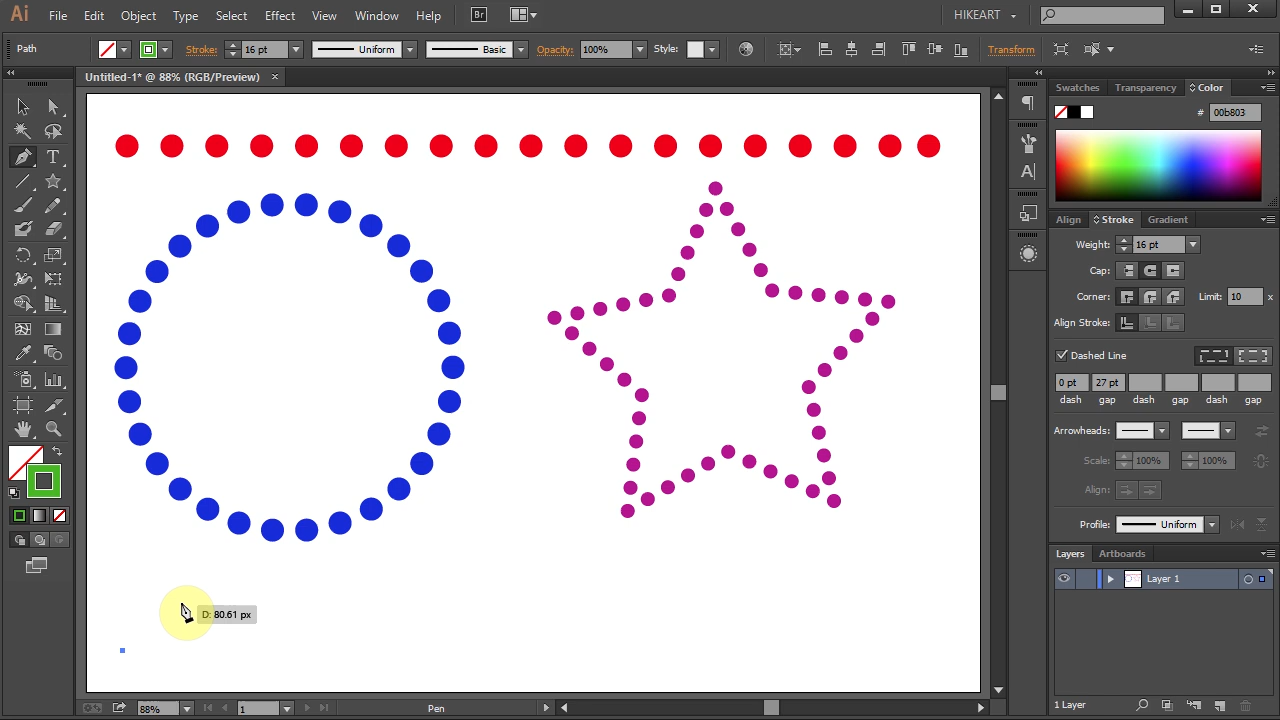 Ai File Edit Object Type Select Effect View Window Help Br HIKEART
Path Stroke: 16 pt Uniform Basic Opacity: 100% Style: Transform
Untitled-1* @ 88% (RGB/Preview) ×
Swatches Transparency Color
# 00b803
Align Stroke Gradient
Weight: 16 pt
Cap:
Corner: Limit: 10 x
Align Stroke:
Dashed Line
0 pt 27 pt
dash gap dash gap dash gap
Arrowheads:
Scale: 100% 100%
Align:
Profile: Uniform
Layers Artboards
Layer 1
D: 80.61 px
88% 1 Pen
1 Layer